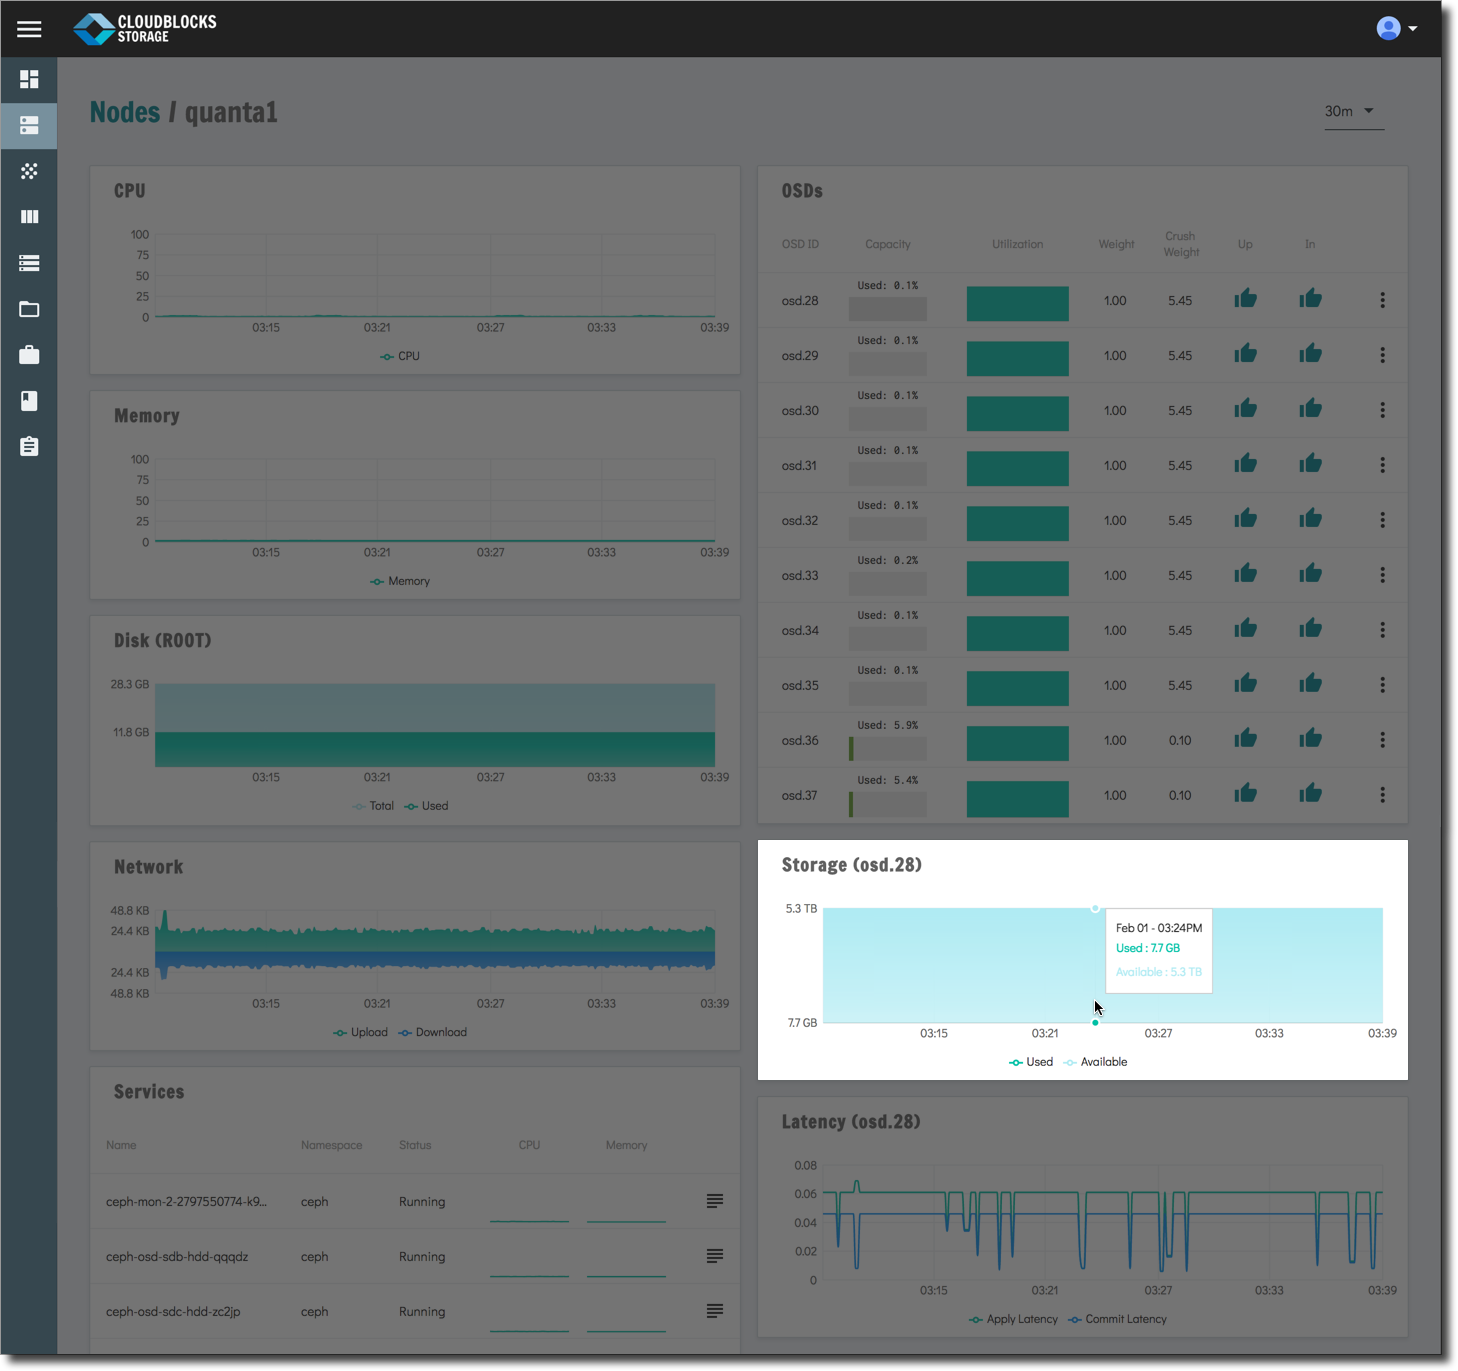 CLOUDBLOCKS
STORAGE
Nodes / quanta1
30m
CPU
100
75
50
25
0
03:15 03:21 03:27 03:33 03:39
CPU
Memory
100
75
50
25
0
03:15 03:21 03:27 03:33 03:39
Memory
Disk (ROOT)
28.3 GB
11.8 GB
03:15 03:21 03:27 03:33 03:39
Total Used
Network
48.8 KB
24.4 KB
24.4 KB
48.8 KB
03:15 03:21 03:27 03:33 03:39
Upload Download
Services
Name Namespace Status CPU Memory
ceph-mon-2-2797550774-k9... ceph Running
ceph-osd-sdb-hdd-qqqdz ceph Running
ceph-osd-sdc-hdd-zc2jp ceph Running
OSDs
OSD ID Capacity Utilization Weight Crush Weight Up In
osd.28 Used: 0.1% 1.00 5.45
osd.29 Used: 0.1% 1.00 5.45
osd.30 Used: 0.1% 1.00 5.45
osd.31 Used: 0.1% 1.00 5.45
osd.32 Used: 0.1% 1.00 5.45
osd.33 Used: 0.2% 1.00 5.45
osd.34 Used: 0.1% 1.00 5.45
osd.35 Used: 0.1% 1.00 5.45
osd.36 Used: 5.9% 1.00 0.10
osd.37 Used: 5.4% 1.00 0.10
Storage (osd.28)
5.3 TB
Feb 01 - 03:24PM
Used : 7.7 GB
Available : 5.3 TB
7.7 GB
03:15 03:21 03:27 03:33 03:39
Used Available
Latency (osd.28)
0.08
0.06
0.04
0.02
0
03:15 03:21 03:27 03:33 03:39
Apply Latency Commit Latency